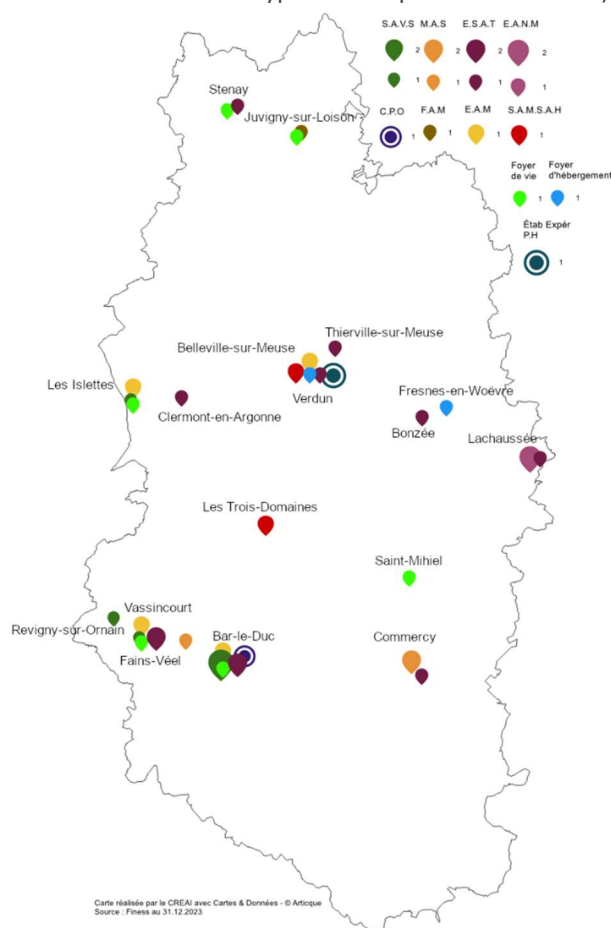 S.A.V.S M.A.S E.S.A.T E.A.N.M
2 2 2 2
1 1 1 1
C.P.O F.A.M E.A.M S.A.M.S.A.H
1 1 1 1
Foyer de vie
Foyer d'hébergement
1 1
Étab Expér
P.H
1
Stenay
Juvigny-sur-Loison
Thierville-sur-Meuse
Belleville-sur-Meuse
Les Islettes
Verdun
Fresnes-en-Woëvre
Clermont-en-Argonne
Bonzée
Lachaussée
Les Trois-Domaines
Saint-Mihiel
Vassincourt
Revigny-sur-Ornain
Bar-le-Duc
Commercy
Fains-Véel
Carte réalisée par le CREAI avec Cartes & Données - © Articque
Source : Finess au 31.12.2023